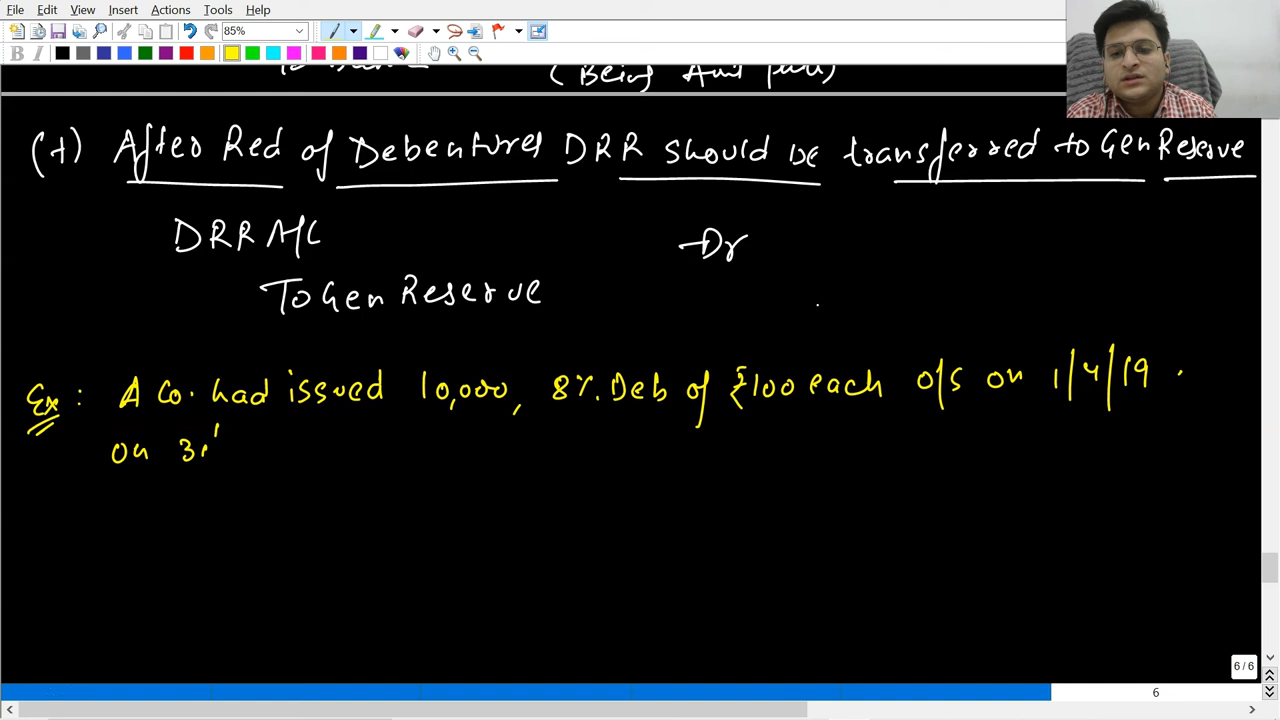 File Edit View Insert Actions Tools Help
85%
B I
(Being Amt paid)
(+) After Red of Debentures DRR should be transferred to Gen Reserve
DRR A/C Dr
To Gen Reserve
Ex : A Co. had issued 10,000, 8% Deb of ₹100 each o/s on 1/4/19 .
on
6 / 6
6